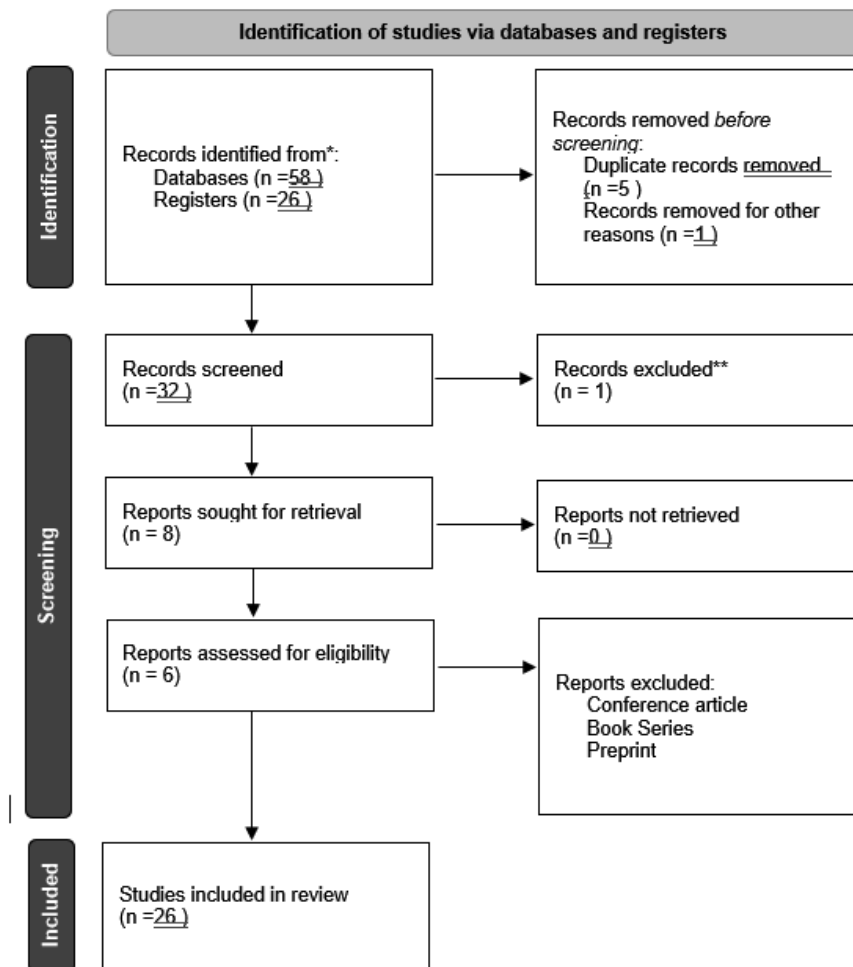 Identification of studies via databases and registers
Identification
Records identified from*:
Databases (n =58 )
Registers (n =26 )
Records removed before
screening:
Duplicate records removed
(n =5 )
Records removed for other
reasons (n =1 )
Screening
Records screened
(n =32 )
Records excluded**
(n = 1)
Reports sought for retrieval
(n = 8)
Reports not retrieved
(n =0 )
Reports assessed for eligibility
(n = 6)
Reports excluded:
Conference article
Book Series
Preprint
Included
Studies included in review
(n =26 )